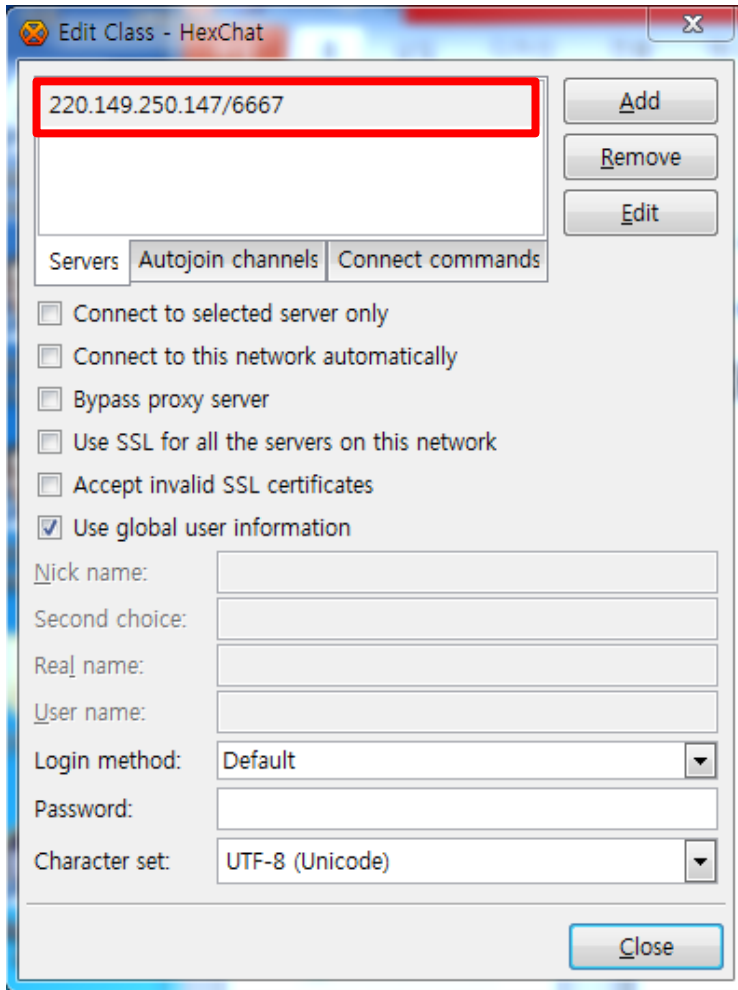 Edit Class - HexChat
220.149.250.147/6667
Add
Remove
Edit
Servers Autojoin channels Connect commands
Connect to selected server only
Connect to this network automatically
Bypass proxy server
Use SSL for all the servers on this network
Accept invalid SSL certificates
Use global user information
Nick name:
Second choice:
Real name:
User name:
Login method: Default
Password:
Character set: UTF-8 (Unicode)
Close